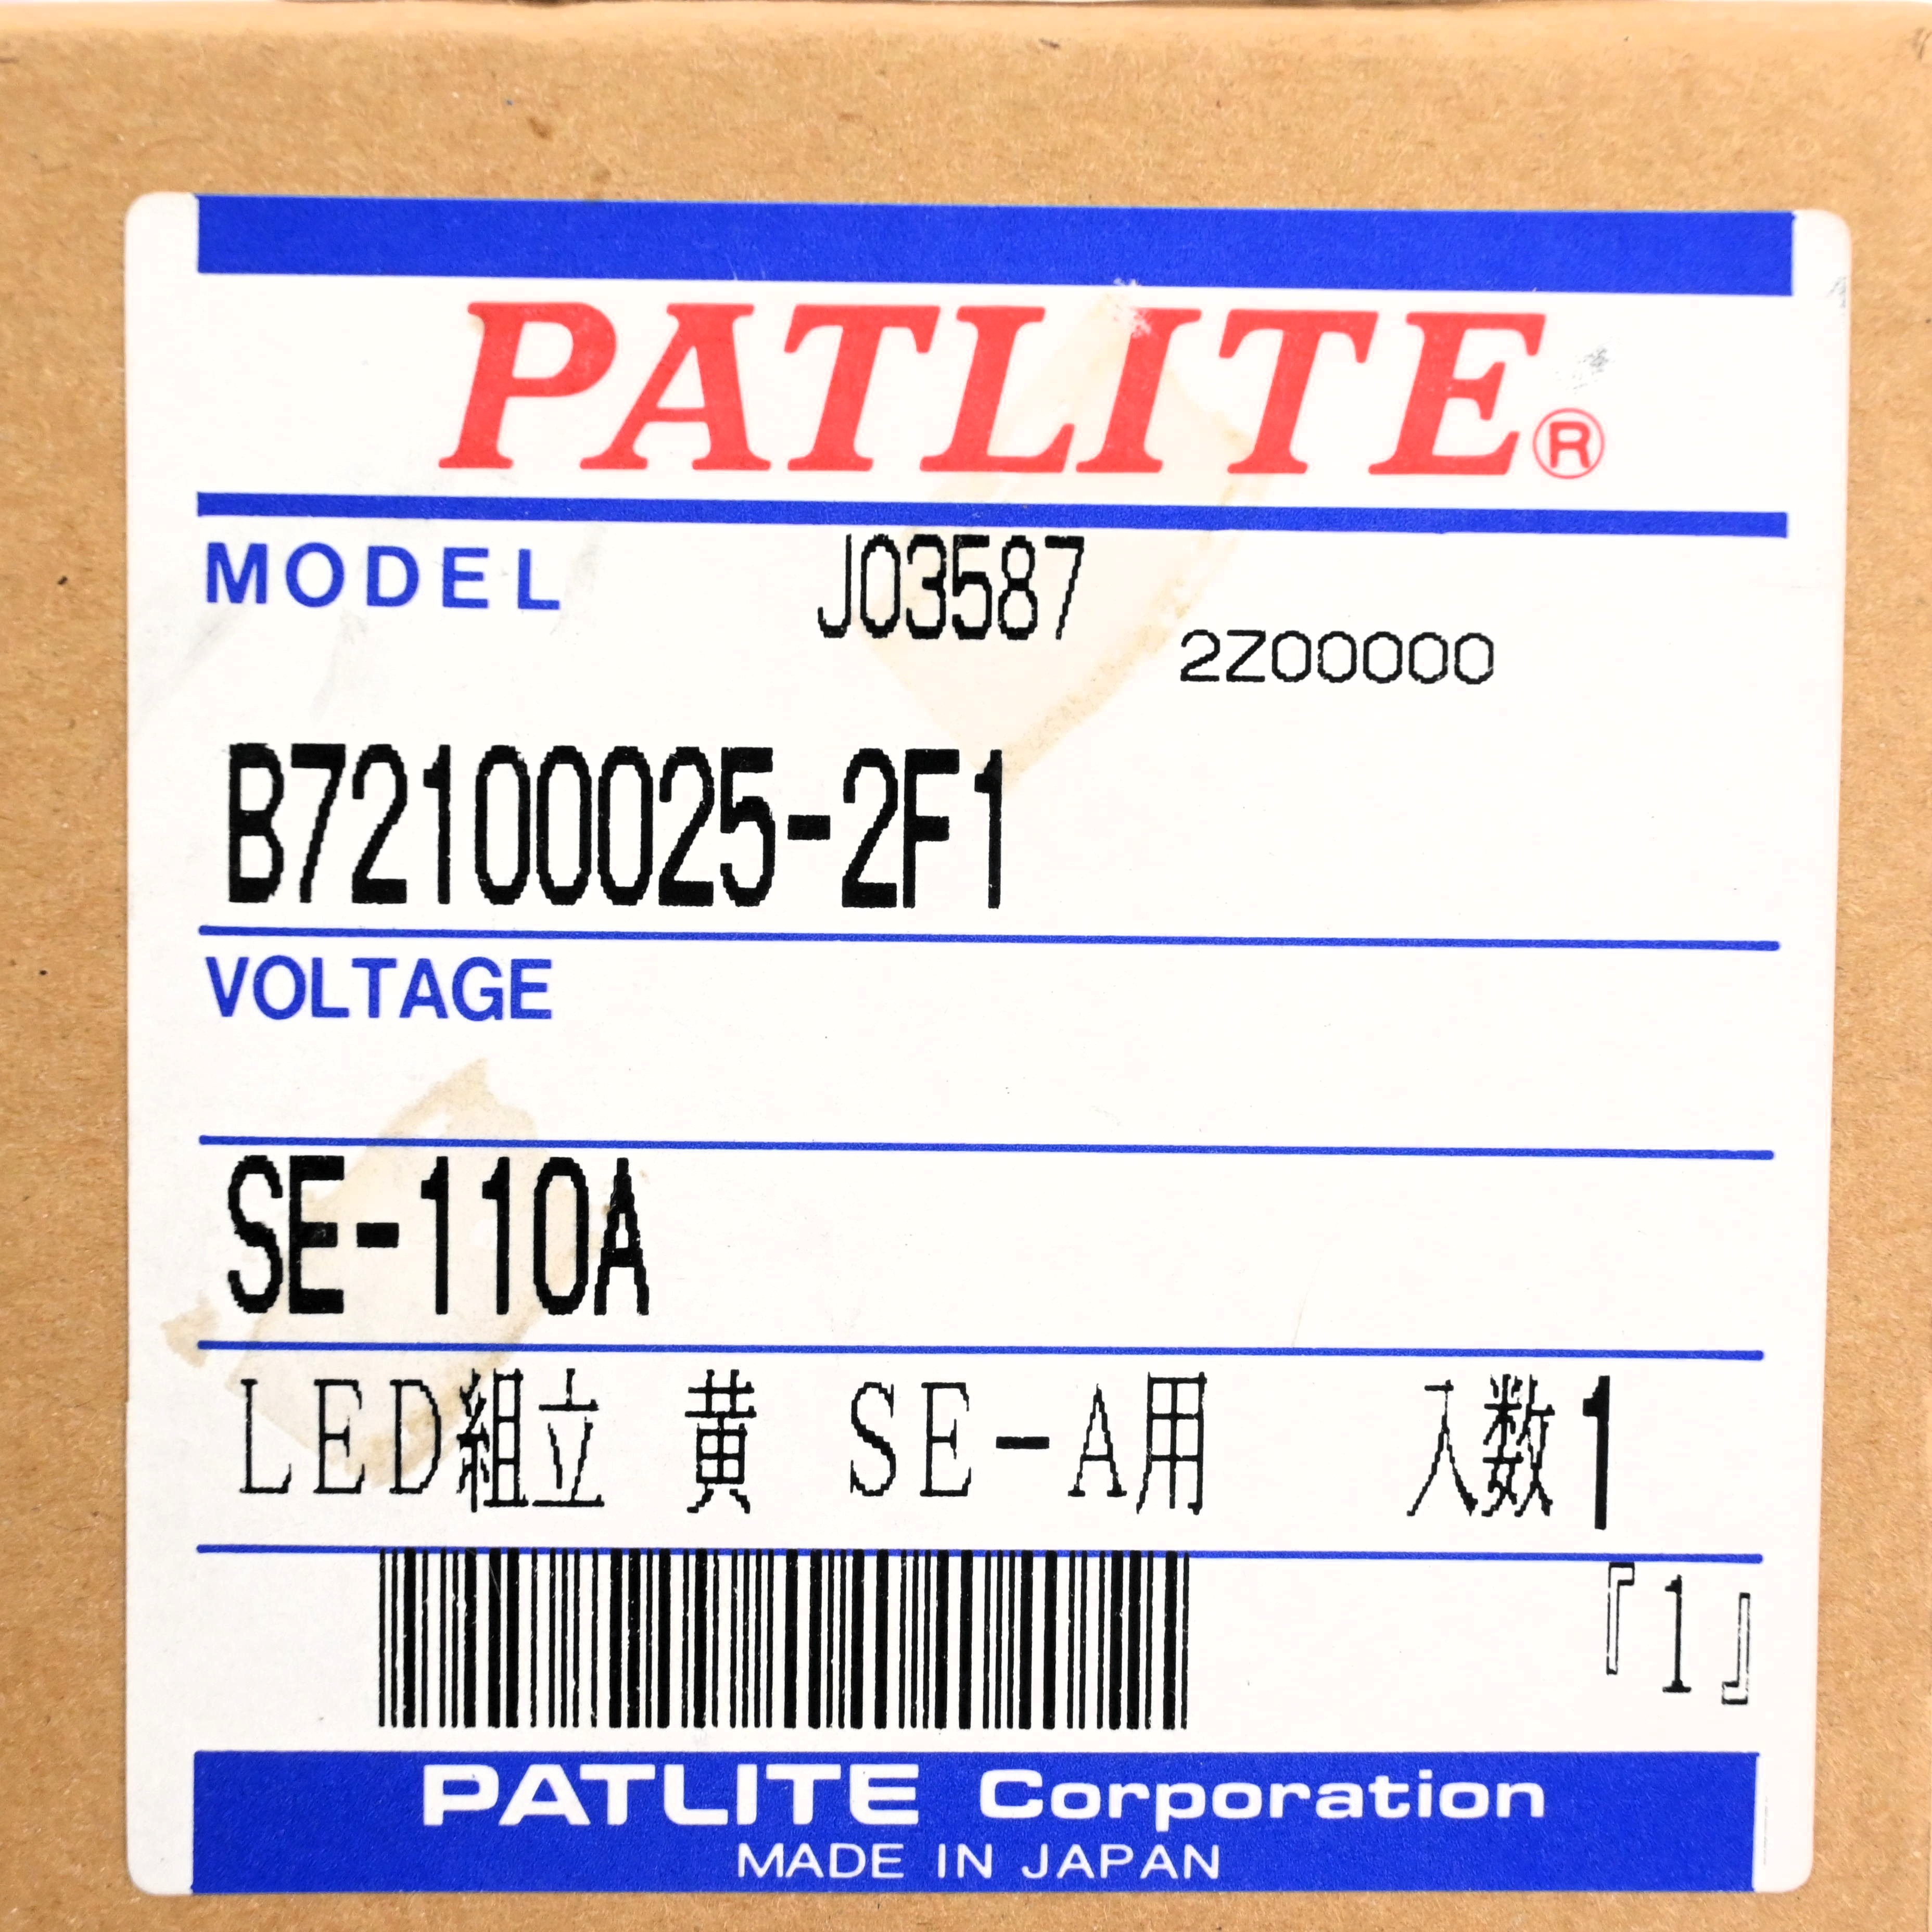 PATLITE®
MODEL J03587
2Z00000
B72100025-2F1
VOLTAGE
SE-110A
LED組立 黄 SE-A用 入数1
『1』
PATLITE Corporation
MADE IN JAPAN